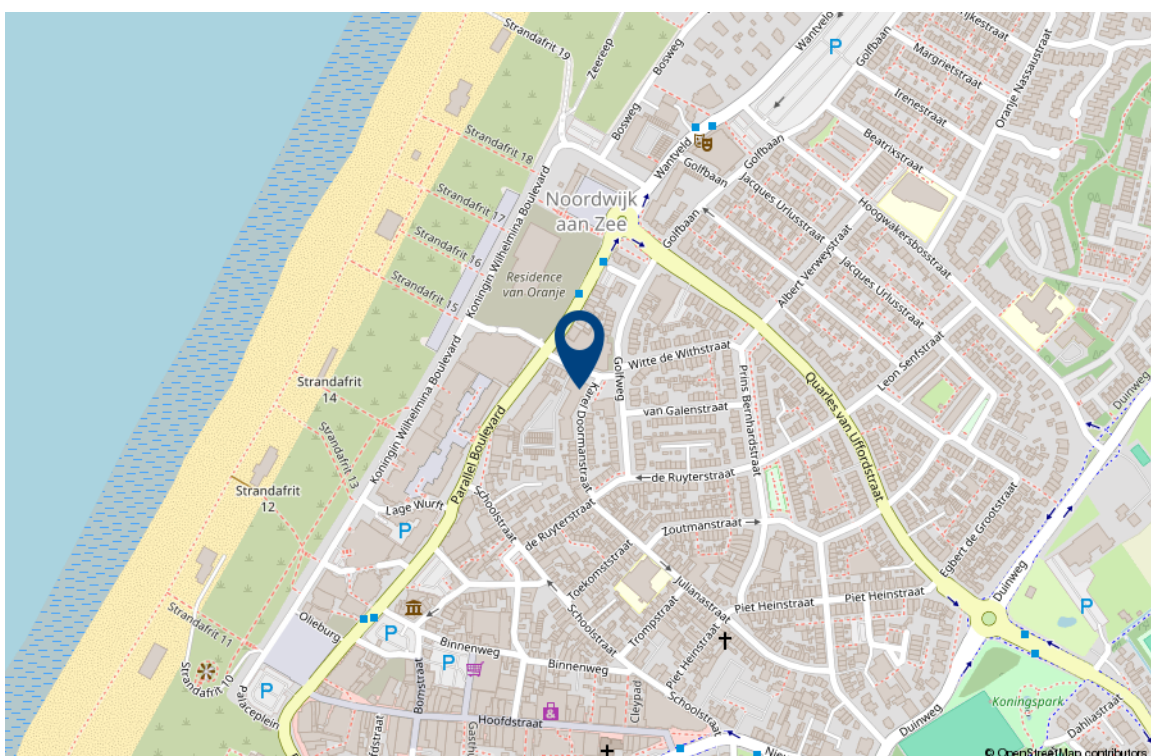 Strandafrit 19
Zeereep
Bosweg
Wantveld
P
Golfbaan
Margrietstraat
Oranje Nassaustraat
Irenestraat
Beatrixstraat
Bosweg
Wantveld
Golfbaan
Golfbaan
Strandafrit 18
Jacques Urlusstraat
Hoogwakersbosstraat
Strandafrit 17
Noordwijk
aan Zee
Golfbaan
Albert Verweystraat
Strandafrit 16
Koningin Wilhelmina Boulevard
Residence
van Oranje
Jacques Urlusstraat
Strandafrit 15
Leon Senfstraat
Witte de Withstraat
Golfweg
Prins Bernhardstraat
Quarles van Uffordstraat
Duinweg
Strandafrit
14
Koningin Wilhelmina Boulevard
Karel Doormanstraat
van Galenstraat
Parallel Boulevard
Strandafrit 13
Strandafrit
12
de Ruyterstraat
Lage Wurft
Schoolstraat
P
de Ruyterstraat
Zoutmanstraat
Egbert de Grootstraat
Toekomststraat
Julianastraat
Duinweg
Piet Heinstraat
Piet Heinstraat
P
Strandafrit 11
Olieburg
P
Schoolstraat
Trompstraat
Piet Heinstraat
Binnenweg
Binnenweg
P
Strandafrit 10
P
Palaceplein
Bomstraat
Cleypad
Schoolstraat
Duinweg
Koningspark
Hoofdstraat
Dahliastraat
© OpenStreetMap contributors